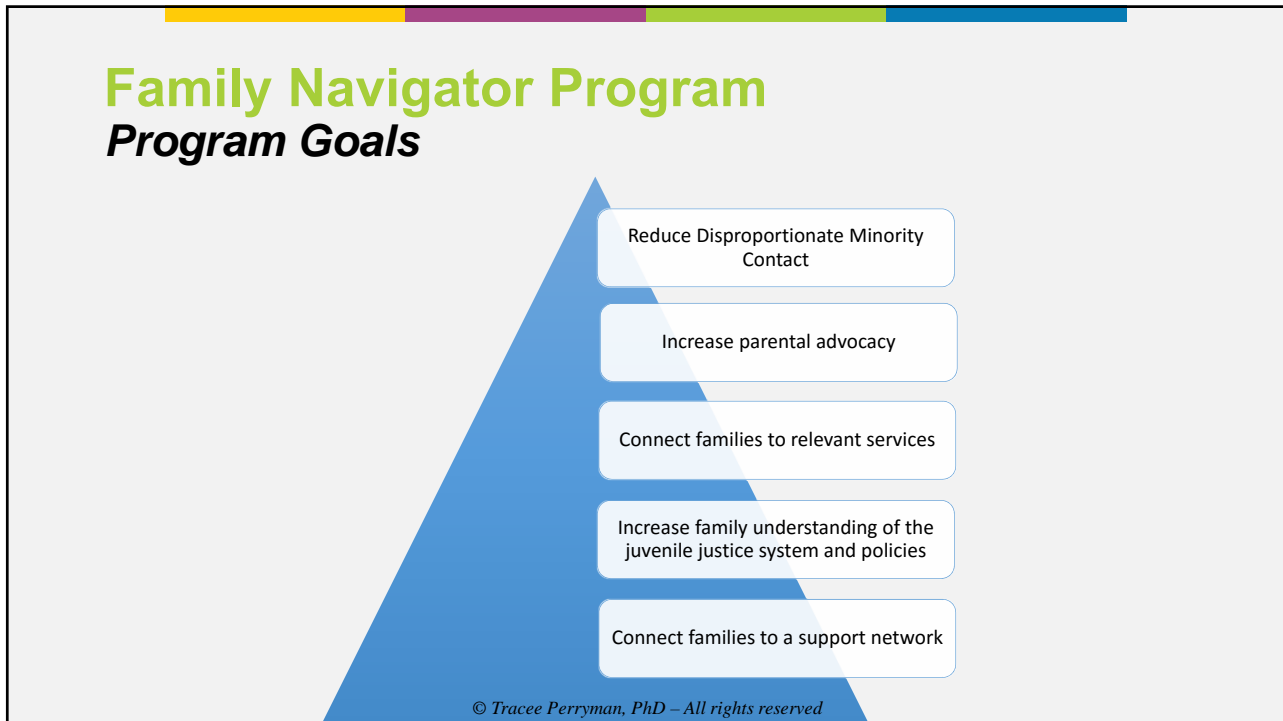 Family Navigator Program
Program Goals
Reduce Disproportionate Minority
Contact
Increase parental advocacy
Connect families to relevant services
Increase family understanding of the
juvenile justice system and policies
Connect families to a support network
© Tracee Perryman, PhD – All rights reserved